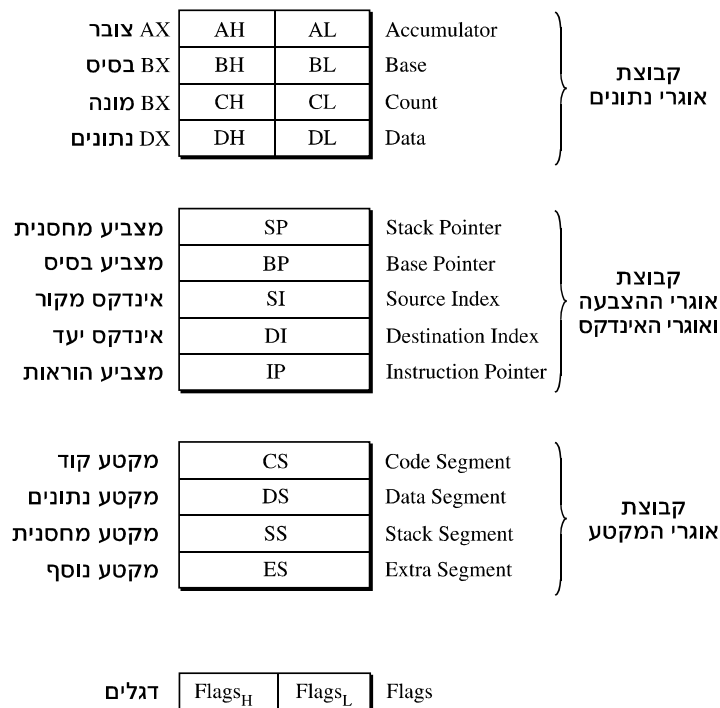 צובר AX AH AL Accumulator
בסיס BX BH BL Base
מונה BX CH CL Count
נתונים DX DH DL Data
קבוצת
אוגרי נתונים
מצביע מחסנית SP Stack Pointer
מצביע בסיס BP Base Pointer
אינדקס מקור SI Source Index
אינדקס יעד DI Destination Index
מצביע הוראות IP Instruction Pointer
קבוצת
אוגרי ההצבעה
ואוגרי האינדקס
מקטע קוד CS Code Segment
מקטע נתונים DS Data Segment
מקטע מחסנית SS Stack Segment
מקטע נוסף ES Extra Segment
קבוצת
אוגרי המקטע
דגלים FlagsH FlagsL Flags